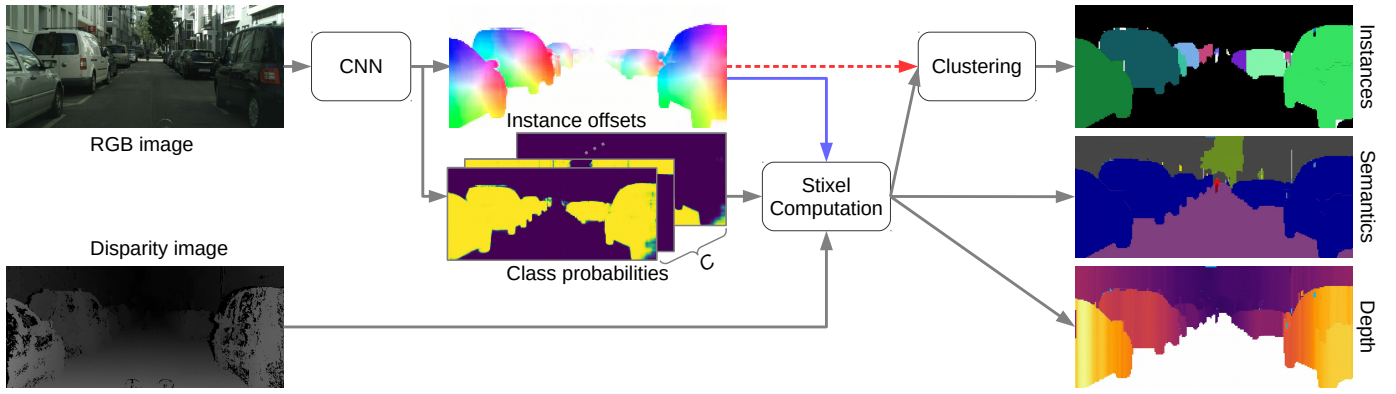 RGB image
CNN
Instance offsets
Class probabilities
C
Disparity image
Stixel
Computation
Clustering
Instances
Semantics
Depth